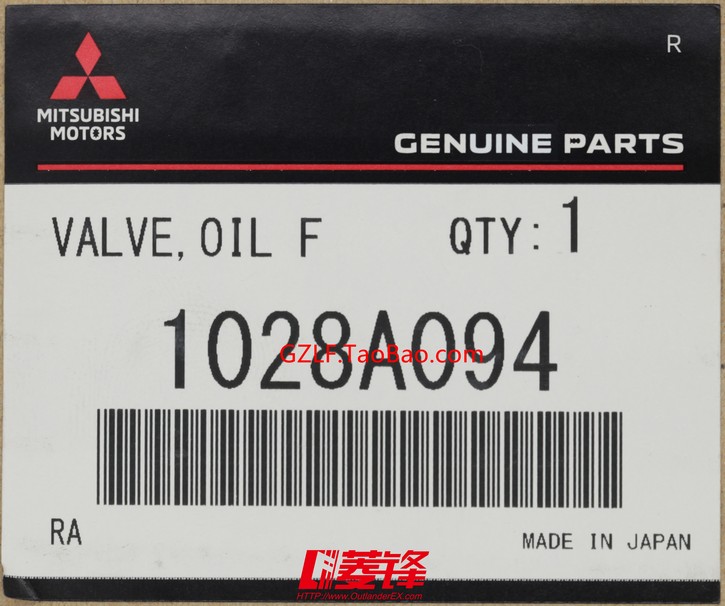 R
MITSUBISHI
MOTORS
GENUINE PARTS
VALVE, OIL F QTY: 1
1028A094
GZLF.TaoBao.com
RA
MADE IN JAPAN
菱锋
HTTP://www.OutlanderEX.com